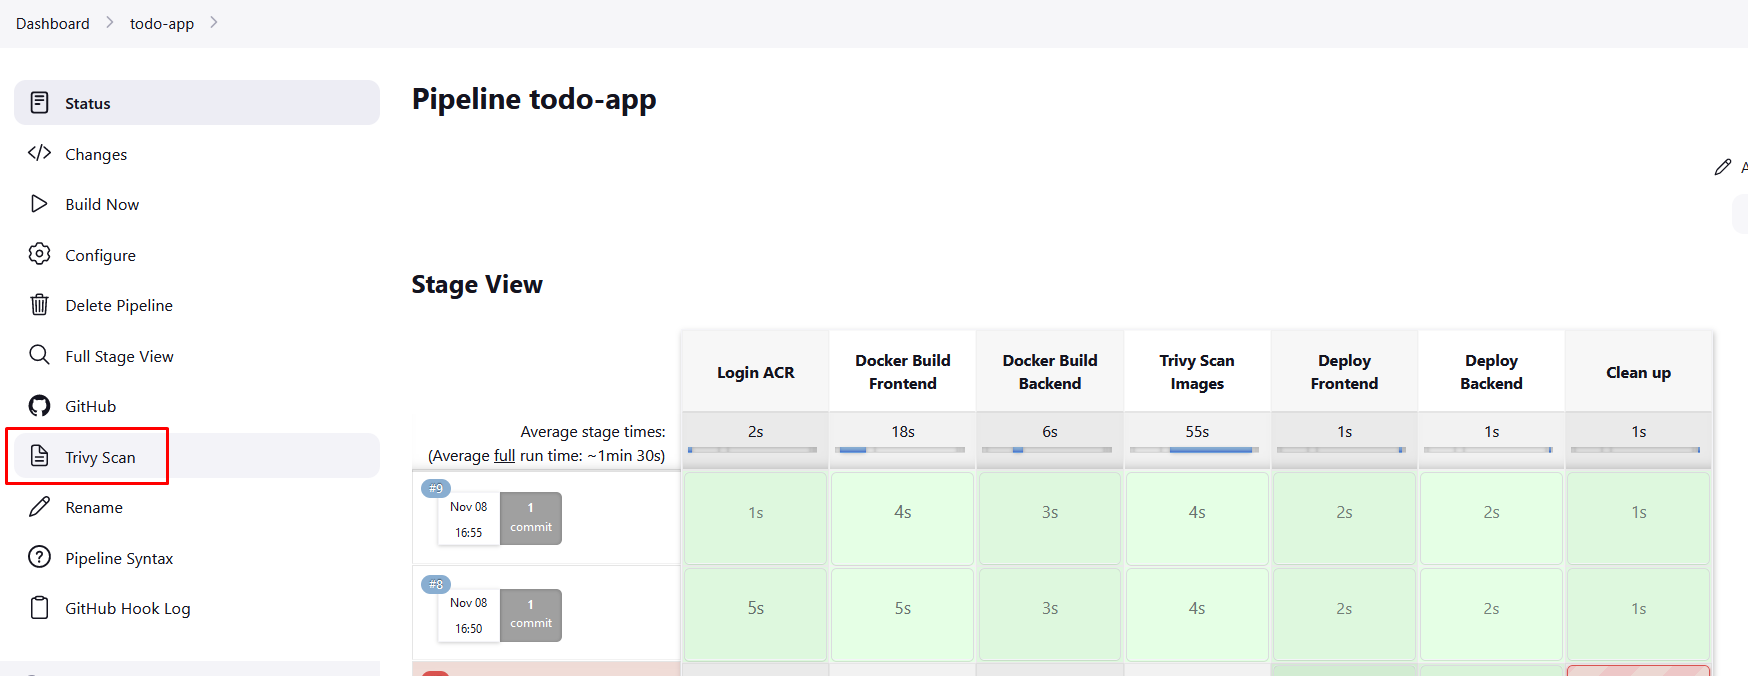 Dashboard
todo-app
Status
Changes
Build Now
Configure
Delete Pipeline
Full Stage View
GitHub
Trivy Scan
Rename
Pipeline Syntax
GitHub Hook Log
Pipeline todo-app
A
Stage View
Login ACR
Docker Build
Frontend
Docker Build
Backend
Trivy Scan
Images
Deploy
Frontend
Deploy
Backend
Clean up
Average stage times:
(Average full run time: ~1min 30s)
2s 18s 6s 55s 1s 1s 1s
#9
Nov 08
16:55
1
commit
1s 4s 3s 4s 2s 2s 1s
#8
Nov 08
16:50
1
commit
5s 5s 3s 4s 2s 2s 1s